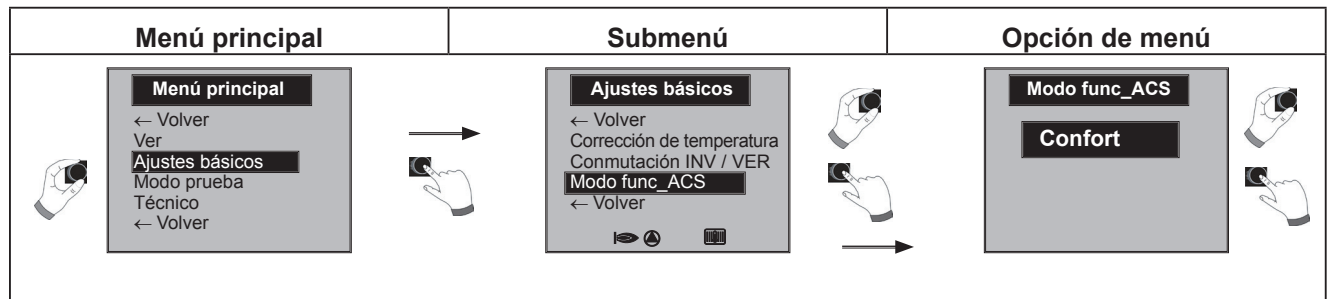 Menú principal
Submenú
Opción de menú
Menú principal
← Volver
Ver
Ajustes básicos
Modo prueba
Técnico
← Volver
Ajustes básicos
← Volver
Corrección de temperatura
Conmutación INV / VER
Modo func_ACS
← Volver
Modo func_ACS
Confort